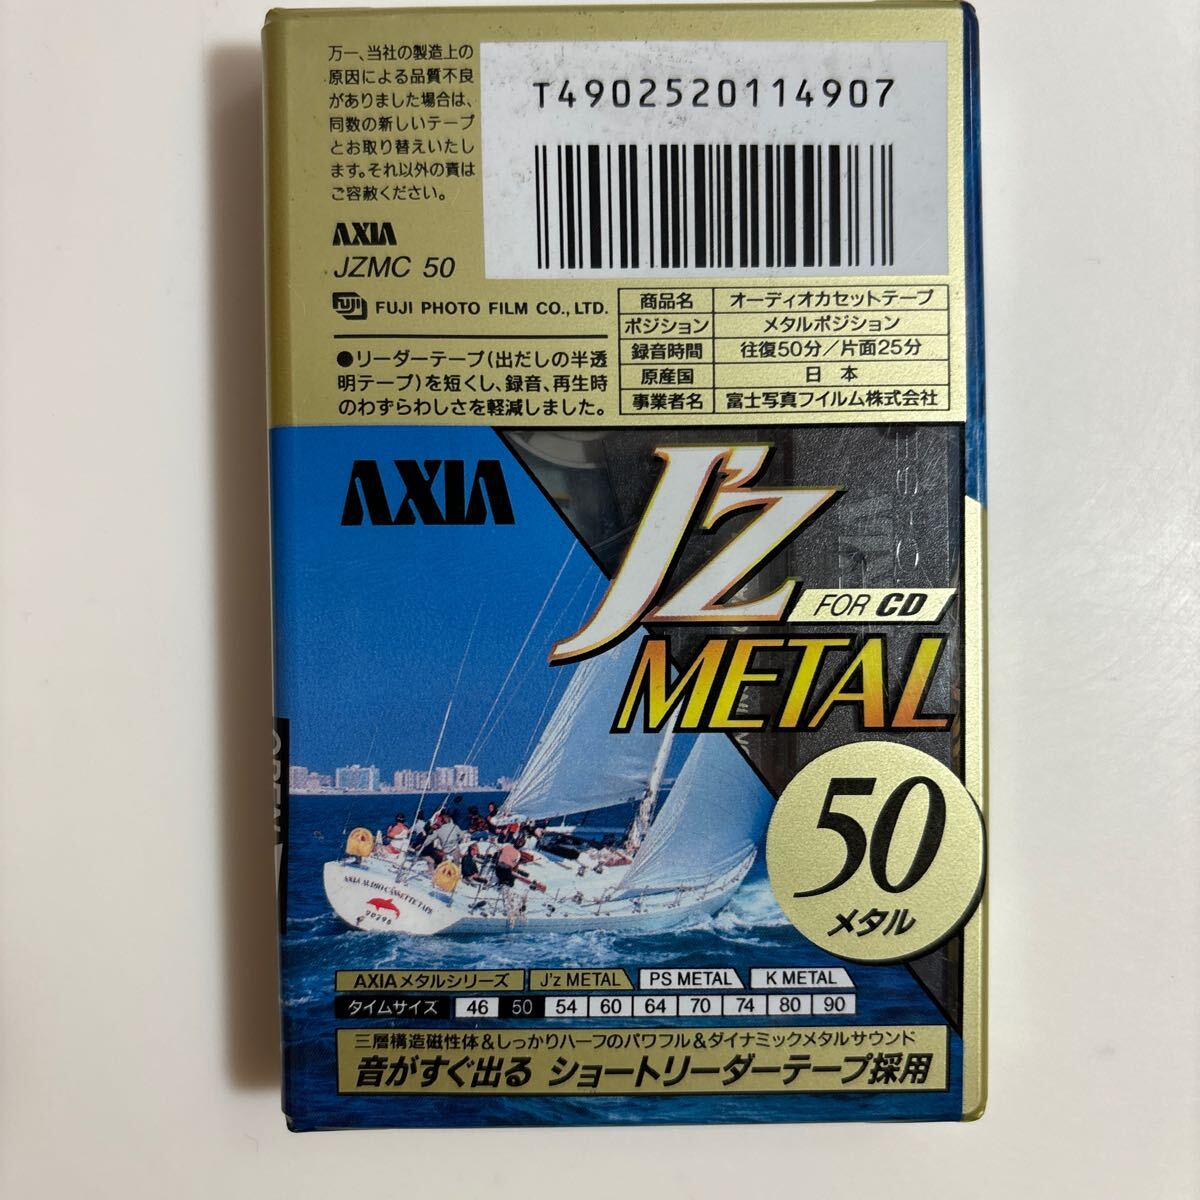 万一、当社の製造上の
原因による品質不良
がありました場合は、
同数の新しいテープ
とお取り替えいたし
ます。それ以外の責は
ご容赦ください。
T4902520114907
AXIA
JZMC 50
FUJI FUJI PHOTO FILM CO., LTD.
●リーダーテープ(出だしの半透
明テープ)を短くし、録音、再生時
のわずらわしさを軽減しました。
商品名 オーディオカセットテープ
ポジション メタルポジション
録音時間 往復50分/片面25分
原産国 日本
事業者名 富士写真フイルム株式会社
AXIA
J'Z
FOR CD
METAL
50
メタル
OPEN
AXIA AUDIO CASSETTE TAPE
90296
AXIAメタルシリーズ J'z METAL PS METAL K METAL
タイムサイズ 46 50 54 60 64 70 74 80 90
三層構造磁性体&しっかりハーフのパワフル&ダイナミックメタルサウンド
音がすぐ出る ショートリーダーテープ採用